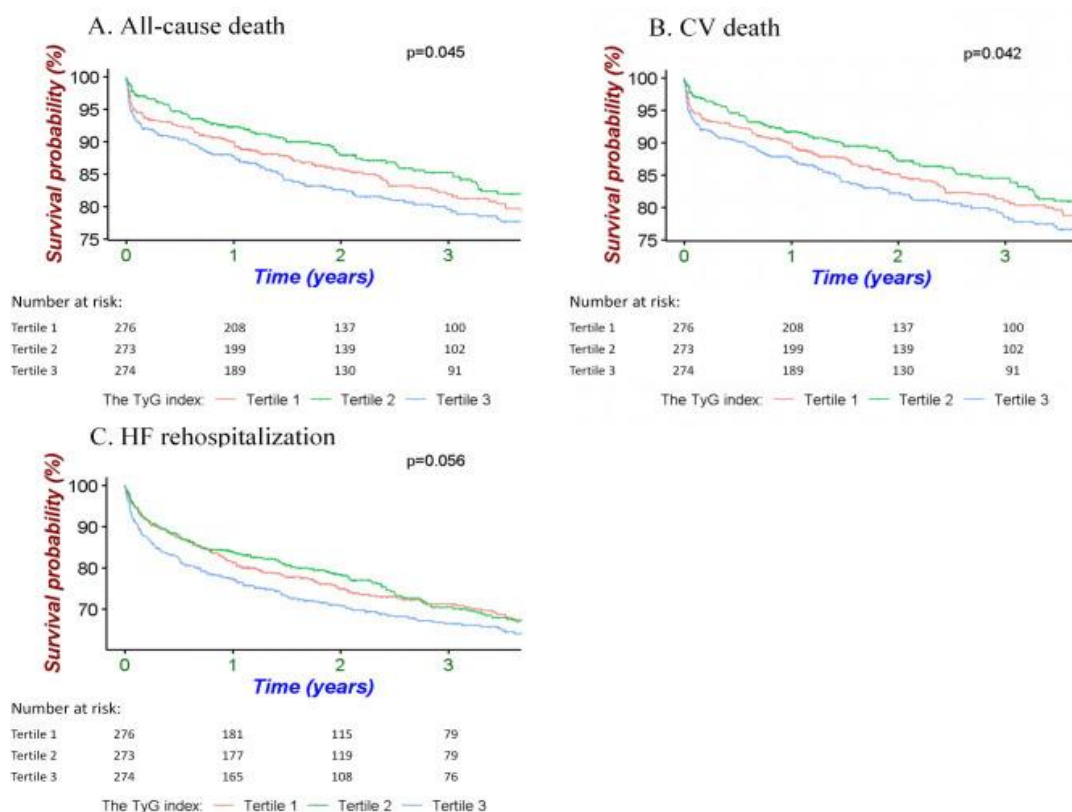 A. All-cause death
p=0.045
Survival probability (%)
100
95
90
85
80
75
0 1 2 3
Time (years)
Number at risk:
Tertile 1 276 208 137 100
Tertile 2 273 199 139 102
Tertile 3 274 189 130 91
The TyG index: Tertile 1 Tertile 2 Tertile 3
B. CV death
p=0.042
Survival probability (%)
100
95
90
85
80
75
0 1 2 3
Time (years)
Number at risk:
Tertile 1 276 208 137 100
Tertile 2 273 199 139 102
Tertile 3 274 189 130 91
The TyG index: Tertile 1 Tertile 2 Tertile 3
C. HF rehospitalization
p=0.056
Survival probability (%)
100
90
80
70
0 1 2 3
Time (years)
Number at risk:
Tertile 1 276 181 115 79
Tertile 2 273 177 119 79
Tertile 3 274 165 108 76
The TyG index: Tertile 1 Tertile 2 Tertile 3